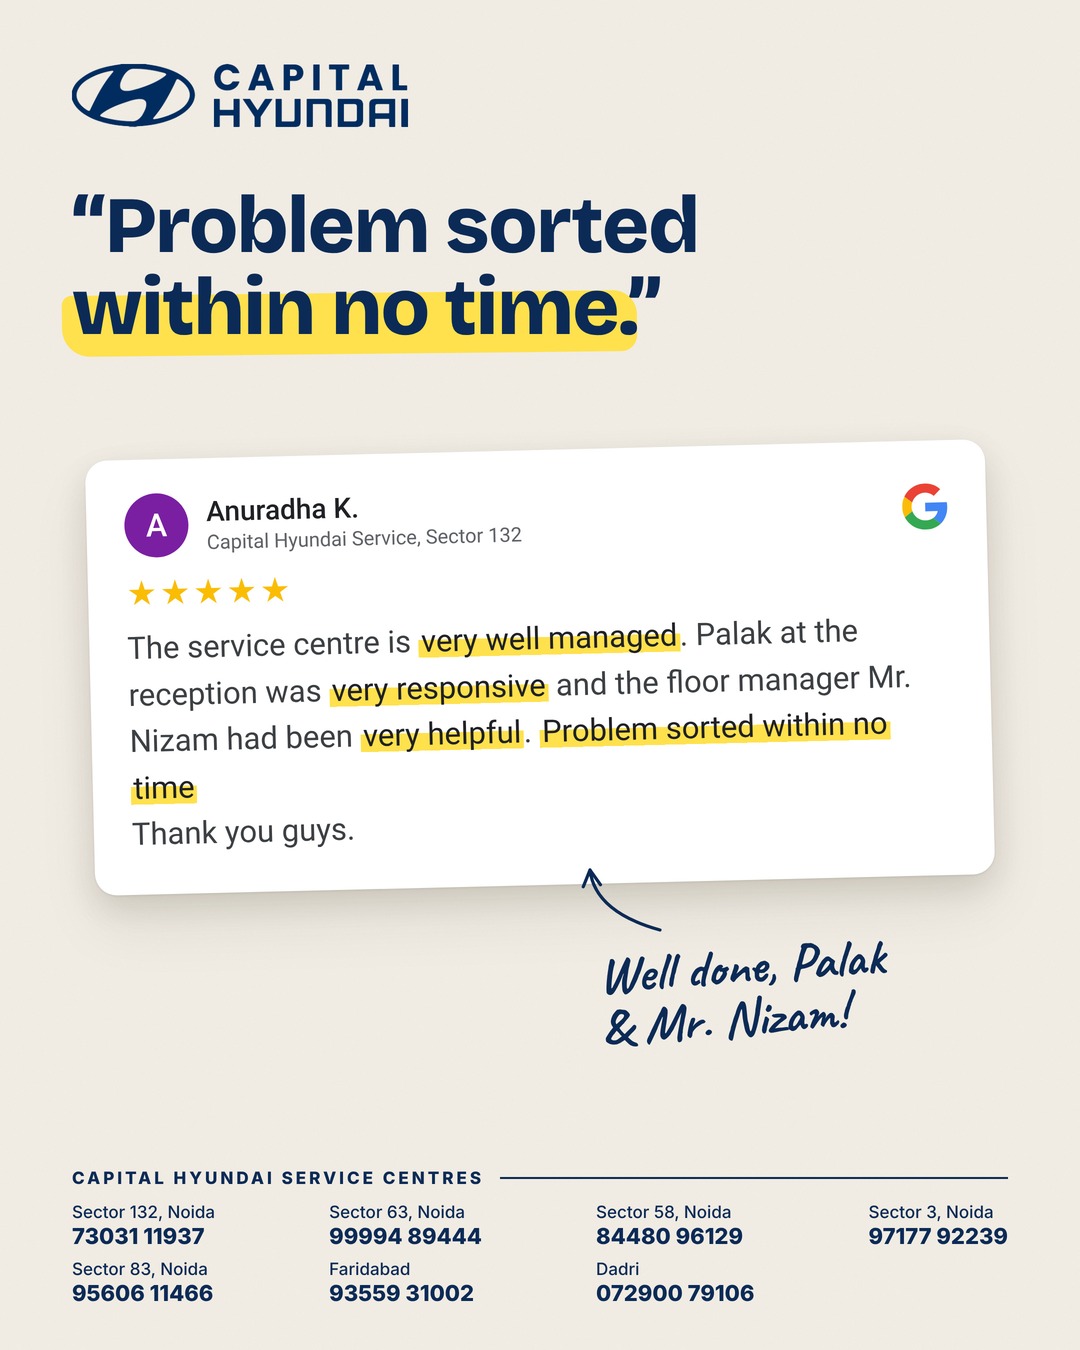 CAPITAL
HYUNDAI
“Problem sorted
within no time.”
A
Anuradha K.
Capital Hyundai Service, Sector 132
The service centre is very well managed. Palak at the
reception was very responsive and the floor manager Mr.
Nizam had been very helpful. Problem sorted within no
time
Thank you guys.
Well done, Palak
& Mr. Nizam!
CAPITAL HYUNDAI SERVICE CENTRES
Sector 132, Noida
73031 11937
Sector 63, Noida
99994 89444
Sector 58, Noida
84480 96129
Sector 3, Noida
97177 92239
Sector 83, Noida
95606 11466
Faridabad
93559 31002
Dadri
072900 79106